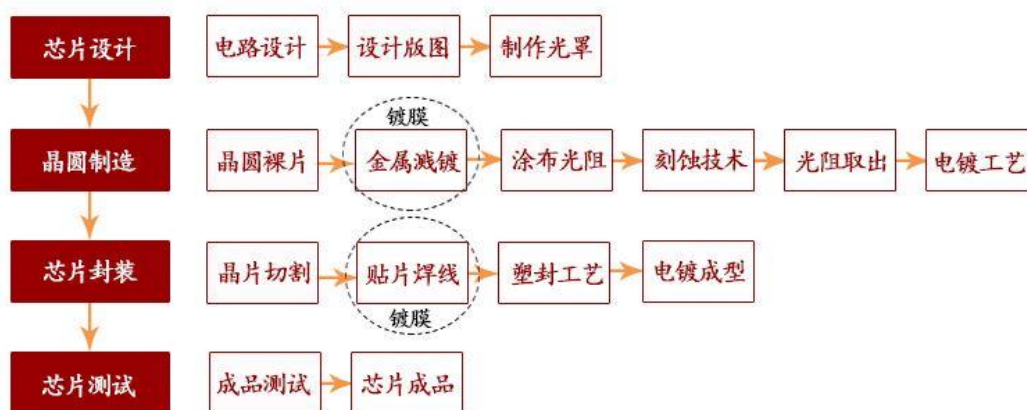 芯片设计
电路设计
设计版图
制作光罩
镀膜
晶圆制造
晶圆裸片
金属溅镀
涂布光阻
刻蚀技术
光阻取出
电镀工艺
芯片封装
晶片切割
贴片焊线
塑封工艺
电镀成型
镀膜
芯片测试
成品测试
芯片成品